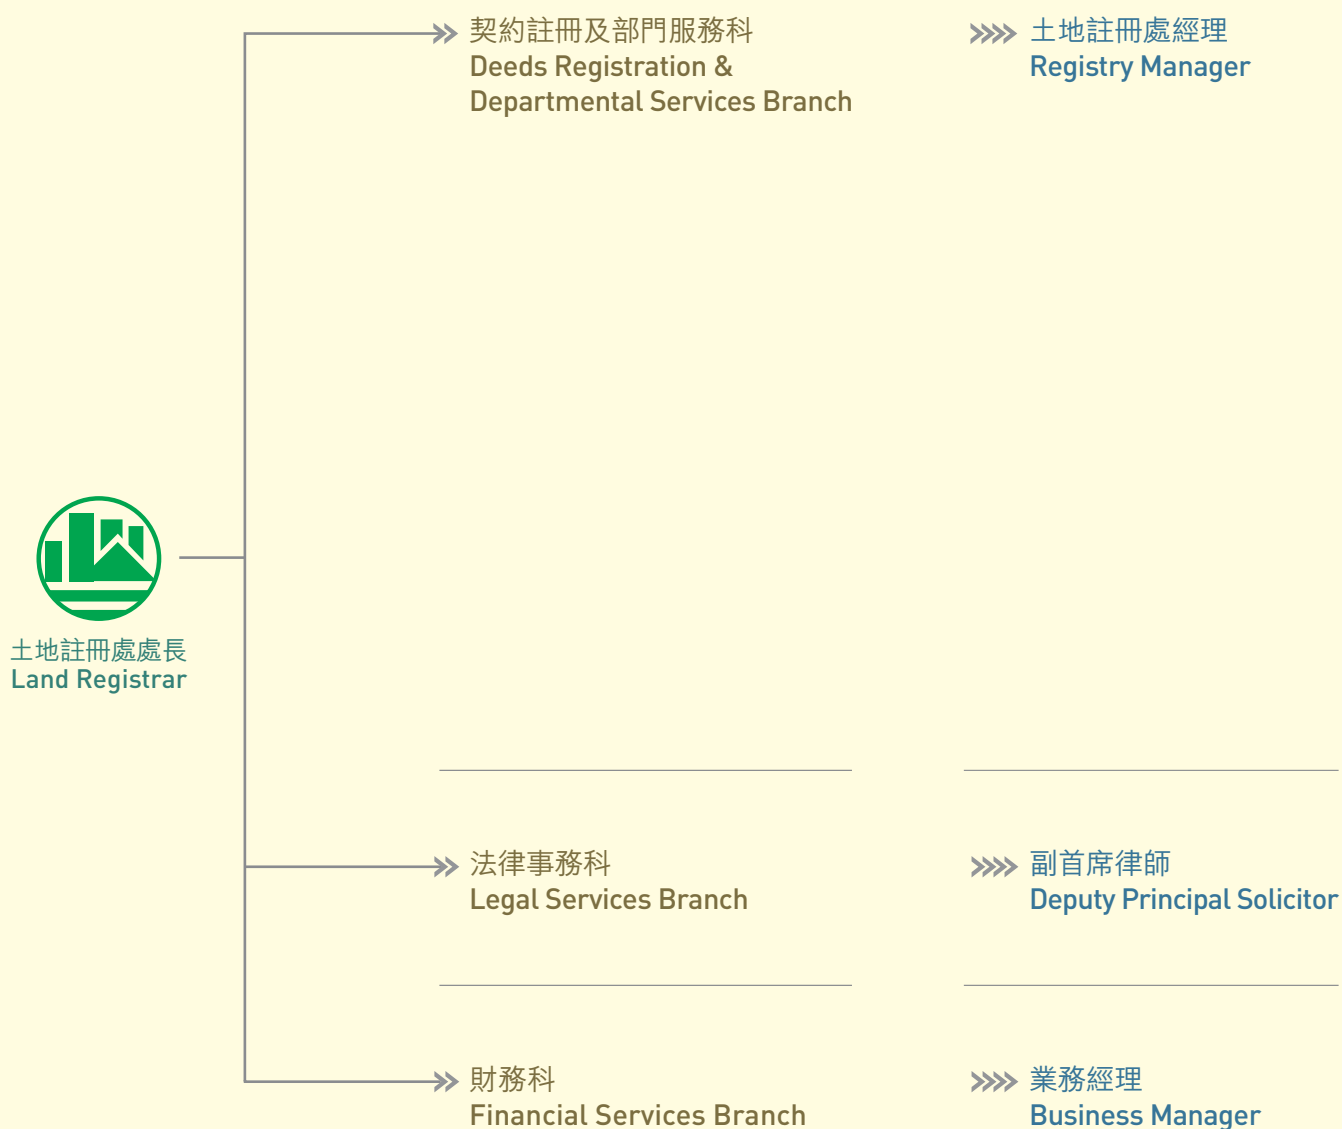 契約註冊及部門服務科
Deeds Registration &
Departmental Services Branch
土地註冊處經理
Registry Manager
土地註冊處處長
Land Registrar
法律事務科
Legal Services Branch
副首席律師
Deputy Principal Solicitor
財務科
Financial Services Branch
業務經理
Business Manager